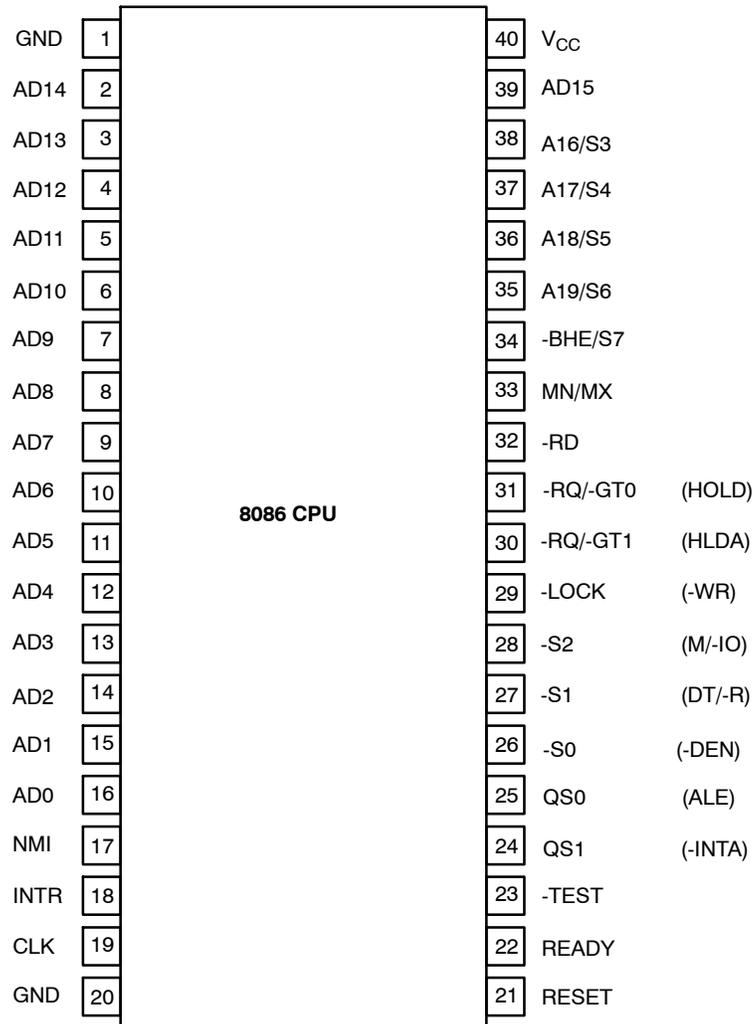 GND 1 40 VCC
AD14 2 39 AD15
AD13 3 38 A16/S3
AD12 4 37 A17/S4
AD11 5 36 A18/S5
AD10 6 35 A19/S6
AD9 7 34 -BHE/S7
AD8 8 33 MN/MX
AD7 9 32 -RD
AD6 10 31 -RQ/-GT0 (HOLD)
8086 CPU
AD5 11 30 -RQ/-GT1 (HLDA)
AD4 12 29 -LOCK (-WR)
AD3 13 28 -S2 (M/-IO)
AD2 14 27 -S1 (DT/-R)
AD1 15 26 -S0 (-DEN)
AD0 16 25 QS0 (ALE)
NMI 17 24 QS1 (-INTA)
INTR 18 23 -TEST
CLK 19 22 READY
GND 20 21 RESET